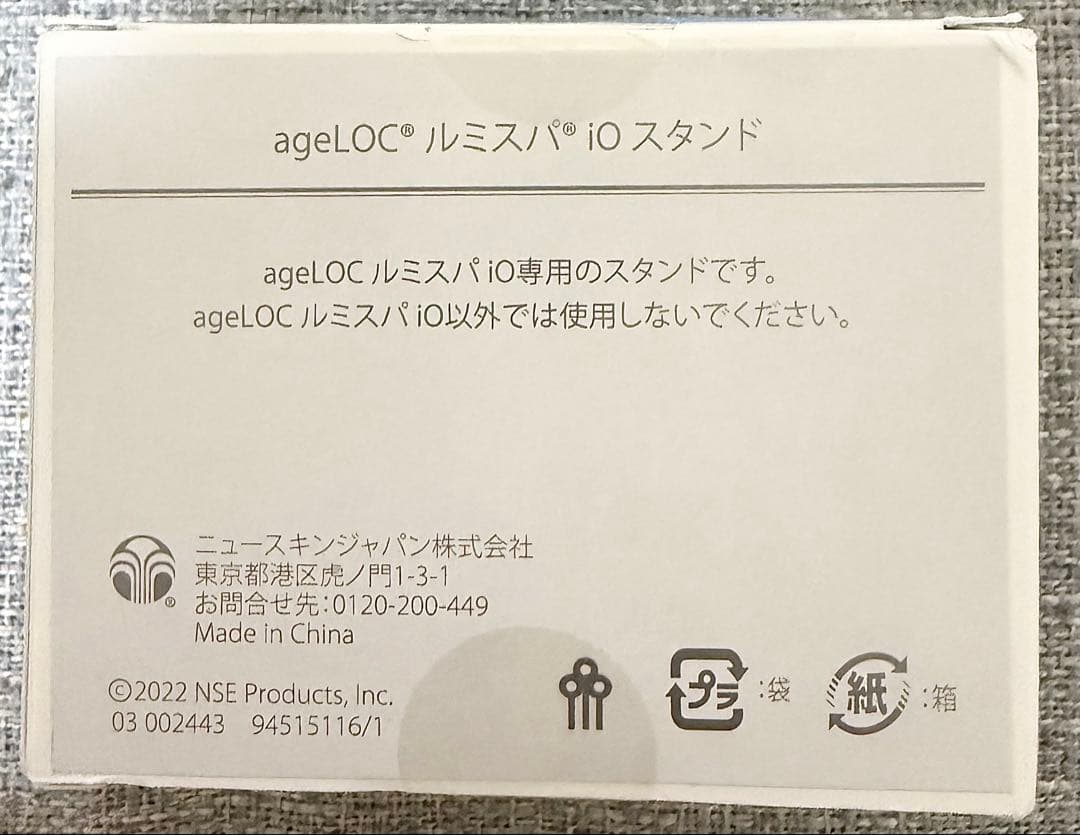 ageLOC® ルミスパ® iO スタンド
ageLOC ルミスパ iO専用のスタンドです。
ageLOC ルミスパ iO以外では使用しないでください。
ニュースキンジャパン株式会社
東京都港区虎ノ門1-3-1
お問合せ先：0120-200-449
Made in China
®
©2022 NSE Products, Inc.
03 002443 94515116/1
プラ :袋
紙 :箱